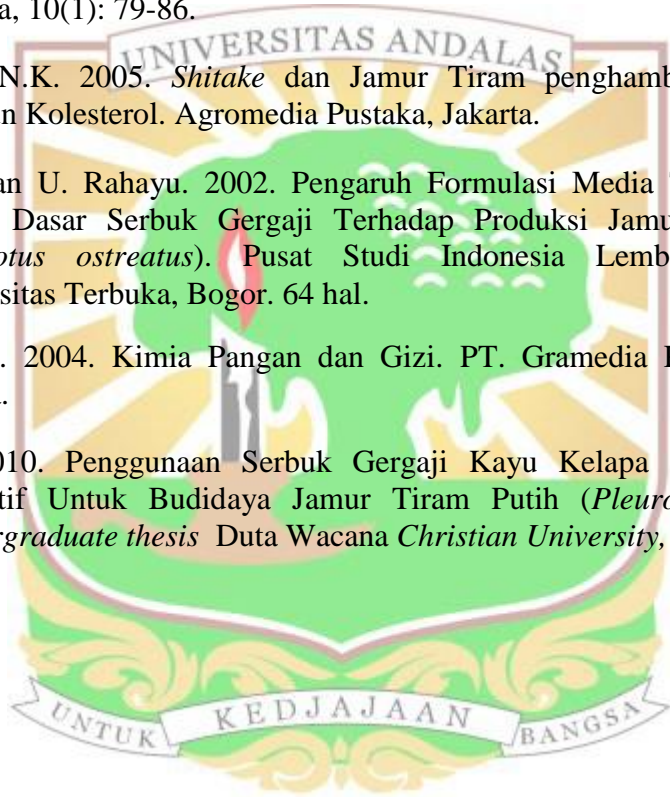 a, 10(1): 79-86.
UNIVERSITAS ANDALAS
N.K. 2005. Shitake dan Jamur Tiram penghamb
n Kolesterol. Agromedia Pustaka, Jakarta.
an U. Rahayu. 2002. Pengaruh Formulasi Media
Dasar Serbuk Gergaji Terhadap Produksi Jamu
otus ostreatus). Pusat Studi Indonesia Lemb
sitas Terbuka, Bogor. 64 hal.
. 2004. Kimia Pangan dan Gizi. PT. Gramedia
.
010. Penggunaan Serbuk Gergaji Kayu Kelapa
tif Untuk Budidaya Jamur Tiram Putih (Pleuro
rgraduate thesis Duta Wacana Christian University,
UNTUK KEDJAJAAN BANGSA